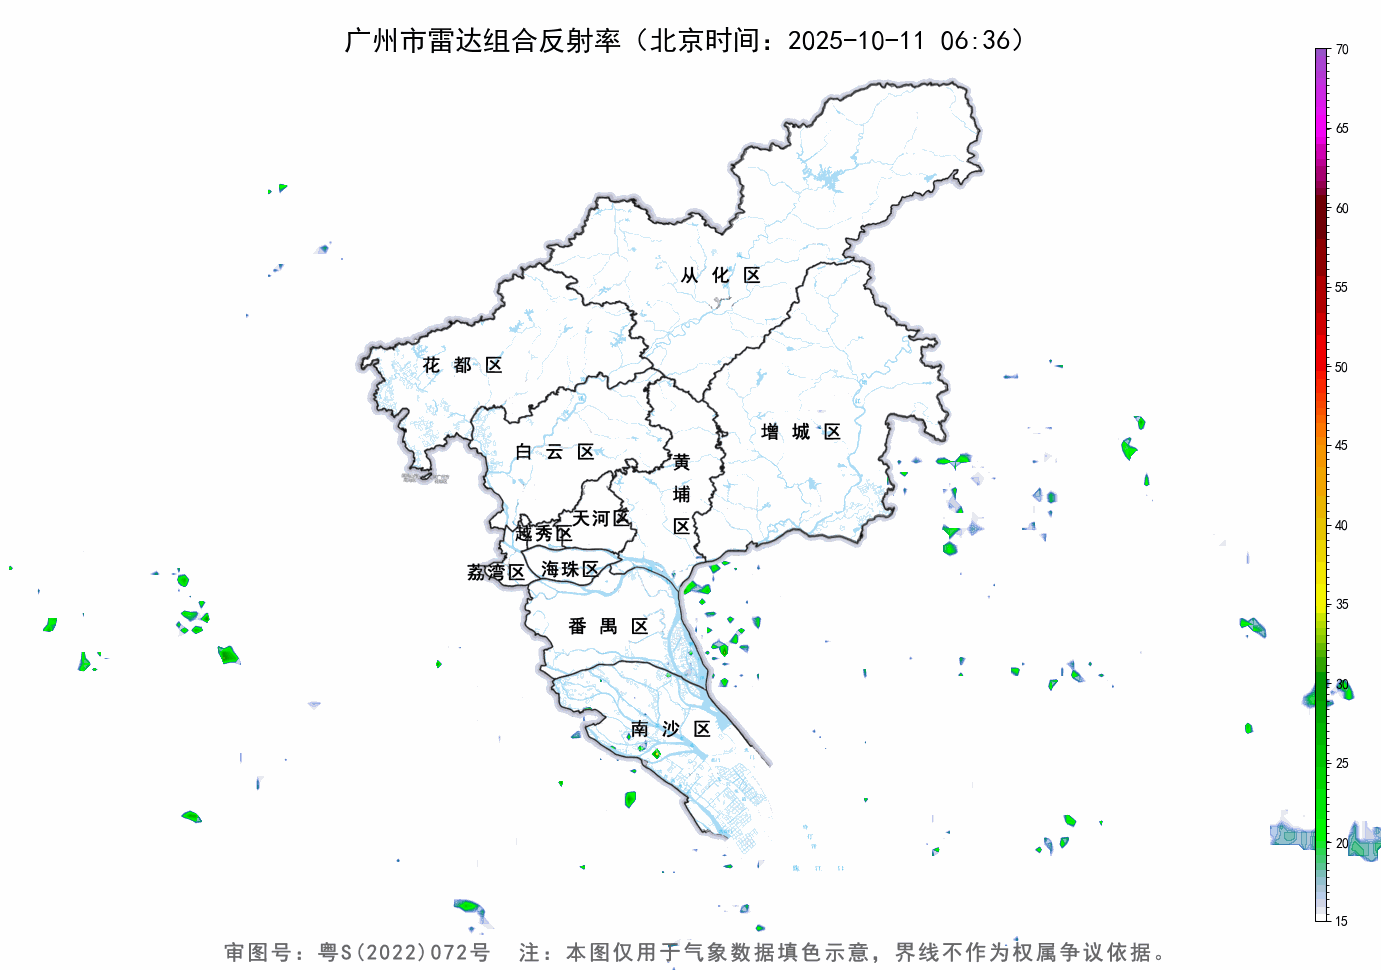 广州市雷达组合反射率（北京时间：2025-10-11 06:36）
70
65
60
55
50
45
40
35
30
25
20
15
从化区
花都区
增城区
白云区
黄埔区
天河区
越秀区
荔湾区
海珠区
番禺区
南沙区
审图号：粤S(2022)072号 注：本图仅用于气象数据填色示意，界线不作为权属争议依据。